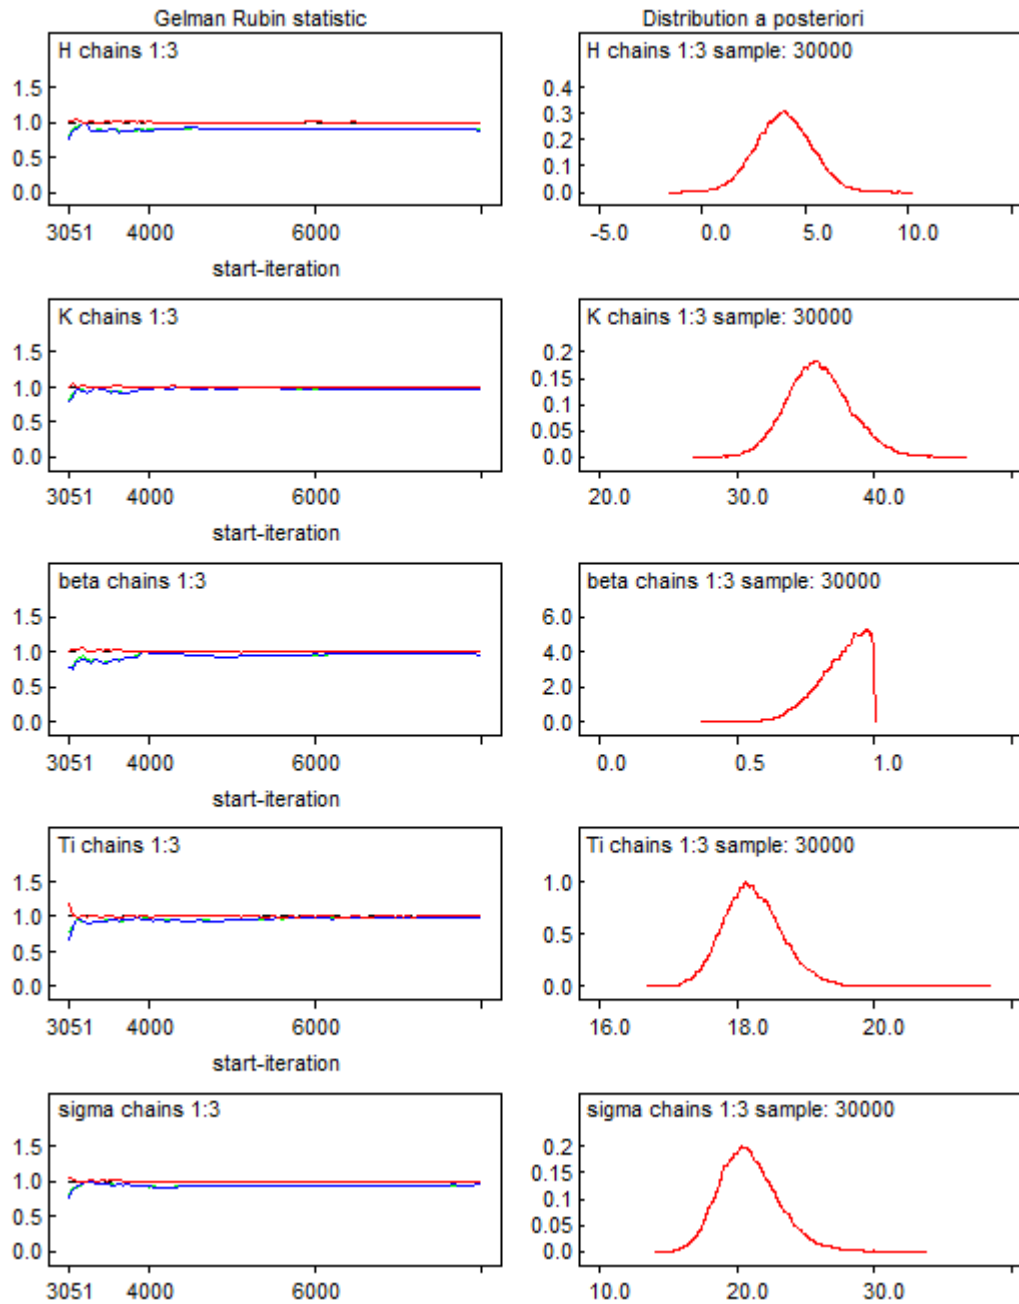 Gelman Rubin statistic
Distribution a posteriori
H chains 1:3
1.5
1.0
0.5
0.0
3051 4000 6000
start-iteration
H chains 1:3 sample: 30000
0.4
0.3
0.2
0.1
0.0
-5.0 0.0 5.0 10.0
K chains 1:3
1.5
1.0
0.5
0.0
3051 4000 6000
start-iteration
K chains 1:3 sample: 30000
0.2
0.15
0.1
0.05
0.0
20.0 30.0 40.0
beta chains 1:3
1.5
1.0
0.5
0.0
3051 4000 6000
start-iteration
beta chains 1:3 sample: 30000
6.0
4.0
2.0
0.0
0.0 0.5 1.0
Ti chains 1:3
1.5
1.0
0.5
0.0
3051 4000 6000
start-iteration
Ti chains 1:3 sample: 30000
1.0
0.5
0.0
16.0 18.0 20.0
sigma chains 1:3
1.5
1.0
0.5
0.0
3051 4000 6000
sigma chains 1:3 sample: 30000
0.2
0.15
0.1
0.05
0.0
10.0 20.0 30.0